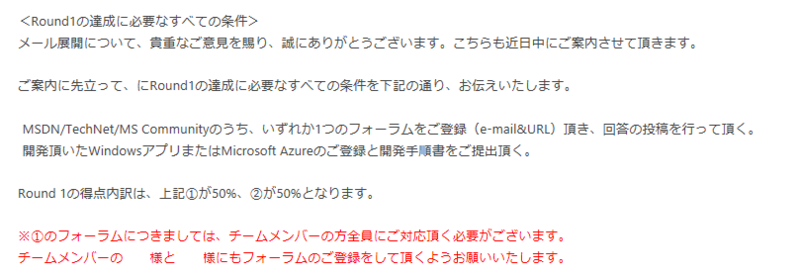 ＜Round1の達成に必要なすべての条件＞
メール展開について、貴重なご意見を賜り、誠にありがとうございます。こちらも近日中にご案内させて頂きます。
ご案内に先立って、にRound1の達成に必要なすべての条件を下記の通り、お伝えいたします。
MSDN/TechNet/MS Communityのうち、いずれか1つのフォーラムをご登録（e-mail&URL）頂き、回答の投稿を行って頂く。
開発頂いたWindowsアプリまたはMicrosoft Azureのご登録と開発手順書をご提出頂く。
Round 1の得点内訳は、上記①が50%、②が50%となります。
※①のフォーラムにつきましては、チームメンバーの方全員にご対応頂く必要がございます。
チームメンバーの　　様と　　様にもフォーラムのご登録をして頂くようお願いいたします。